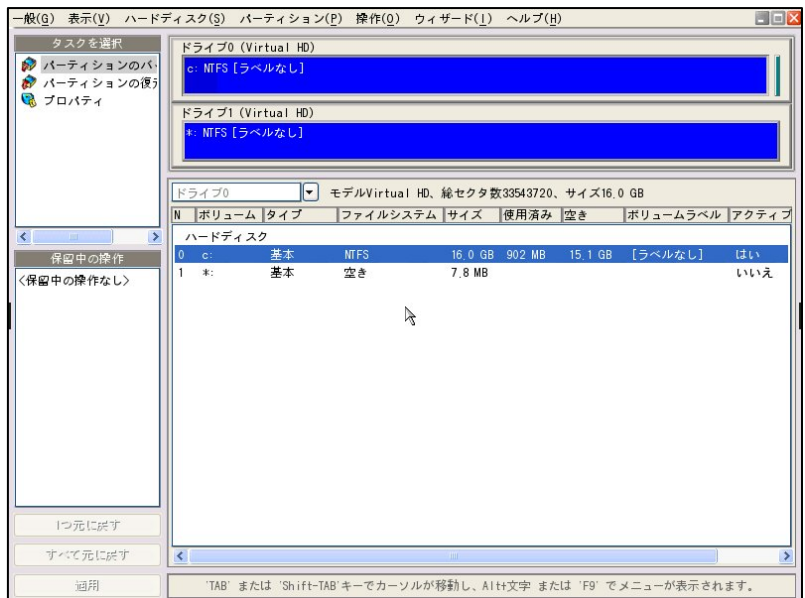 一般(G) 表示(V) ハードディスク(S) パーティション(P) 操作(O) ウィザード(I) ヘルプ(H)
タスクを選択
パーティションのバ
パーティションの復
プロパティ
保留中の操作
<保留中の操作なし>
1つ元に戻す
すべて元に戻す
適用
ドライブ0 (Virtual HD)
c: NTFS [ラベルなし]
ドライブ1 (Virtual HD)
*: NTFS [ラベルなし]
ドライブ0 モデルVirtual HD、総セクタ数33543720、サイズ16.0 GB
N ボリューム タイプ ファイルシステム サイズ 使用済み 空き ボリュームラベル アクティブ
ハードディスク
0 c: 基本 NTFS 16.0 GB 902 MB 15.1 GB [ラベルなし] はい
1 *: 基本 空き 7.8 MB いいえ
'TAB' または 'Shift-TAB'キーでカーソルが移動し、Alt+文字 または 'F9' でメニューが表示されます。